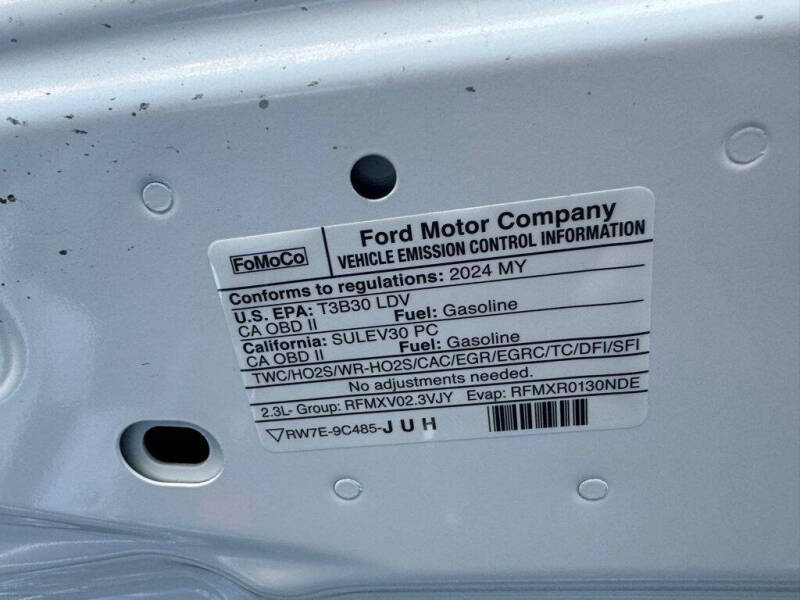 FoMoCo
Ford Motor Company
VEHICLE EMISSION CONTROL INFORMATION
Conforms to regulations: 2024 MY
U.S. EPA: T3B30 LDV
CA OBD II Fuel: Gasoline
California: SULEV30 PC
CA OBD II Fuel: Gasoline
TWC/HO2S/WR-HO2S/CAC/EGR/EGRC/TC/DFI/SFI
No adjustments needed.
2.3L- Group: RFMXV02.3VJY Evap: RFMXR0130NDE
RW7E-9C485-JUH